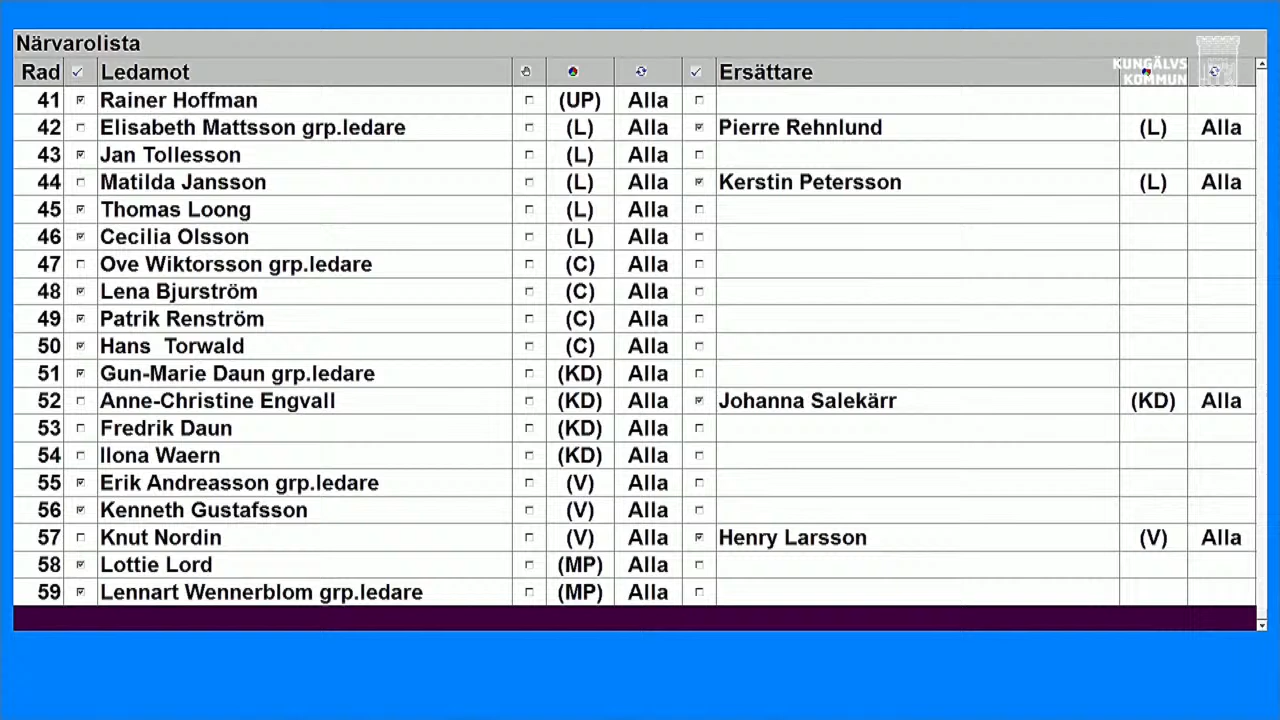 Närvarolista
KUNGÄLVS
KOMMUN
Rad Ledamot Ersättare
41 Rainer Hoffman (UP) Alla
42 Elisabeth Mattsson grp.ledare (L) Alla Pierre Rehnlund (L) Alla
43 Jan Tollesson (L) Alla
44 Matilda Jansson (L) Alla Kerstin Petersson (L) Alla
45 Thomas Loong (L) Alla
46 Cecilia Olsson (L) Alla
47 Ove Wiktorsson grp.ledare (C) Alla
48 Lena Bjurström (C) Alla
49 Patrik Renström (C) Alla
50 Hans  Torwald (C) Alla
51 Gun-Marie Daun grp.ledare (KD) Alla
52 Anne-Christine Engvall (KD) Alla Johanna Salekärr (KD) Alla
53 Fredrik Daun (KD) Alla
54 Ilona Waern (KD) Alla
55 Erik Andreasson grp.ledare (V) Alla
56 Kenneth Gustafsson (V) Alla
57 Knut Nordin (V) Alla Henry Larsson (V) Alla
58 Lottie Lord (MP) Alla
59 Lennart Wennerblom grp.ledare (MP) Alla